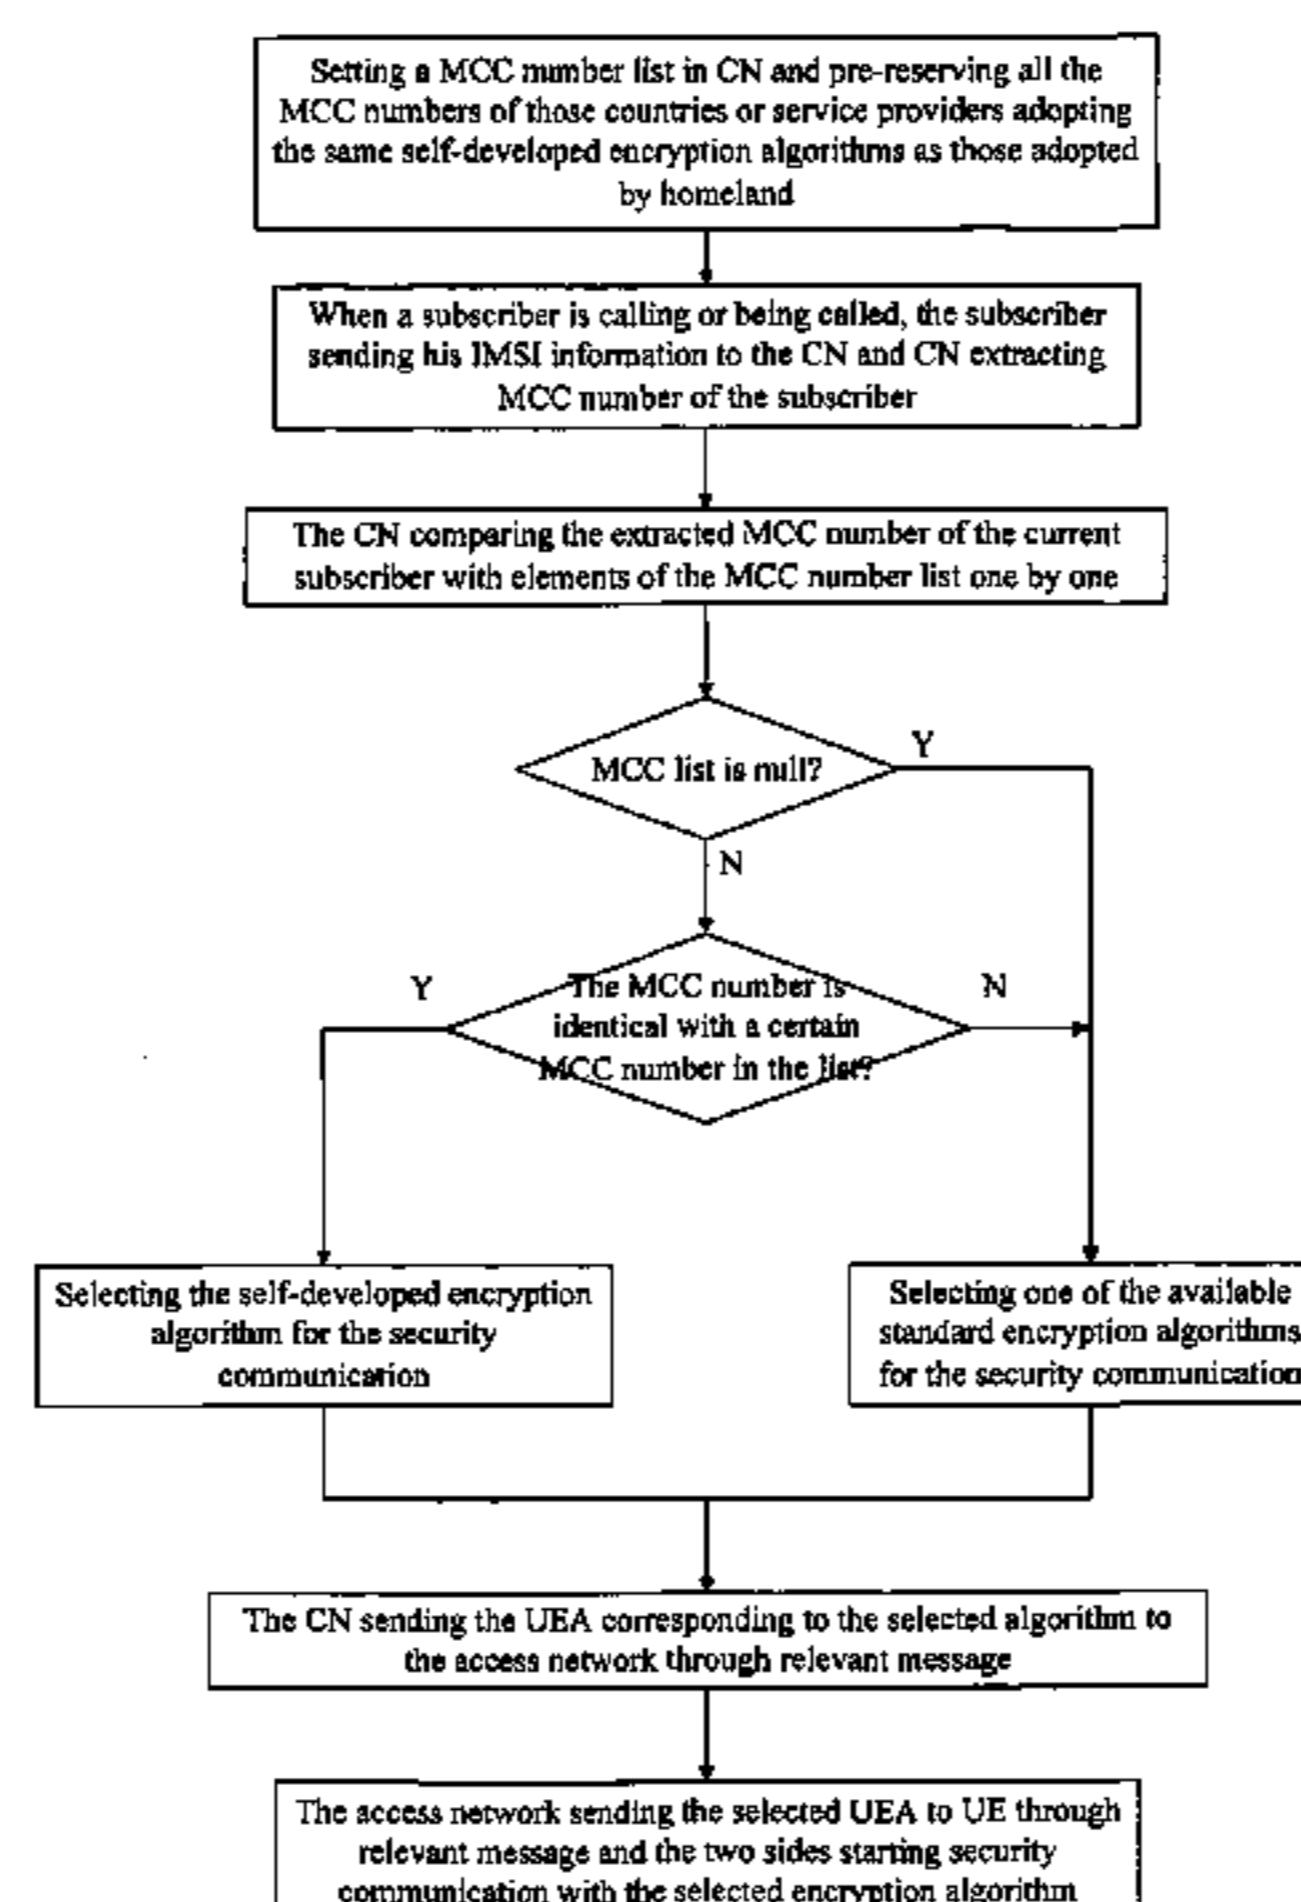 Setting a MCC number list in CN and pre-reserving all the
MCC numbers of those countries or service providers adopting
the same self-developed encryption algorithms as those adopted
by homeland
When a subscriber is calling or being called, the subscriber
sending his IMSI information to the CN and CN extracting
MCC number of the subscriber
The CN comparing the extracted MCC number of the current
subscriber with elements of the MCC number list one by one
MCC list is null?
Y
N
Y
The MCC number is
identical with a certain
MCC number in the list?
N
Selecting the self-developed encryption
algorithm for the security
communication
Selecting one of the available
standard encryption algorithms
for the security communication
The CN sending the UEA corresponding to the selected algorithm to
the access network through relevant message
The access network sending the selected UEA to UE through
relevant message and the two sides starting security
communication with the selected encryption algorithm